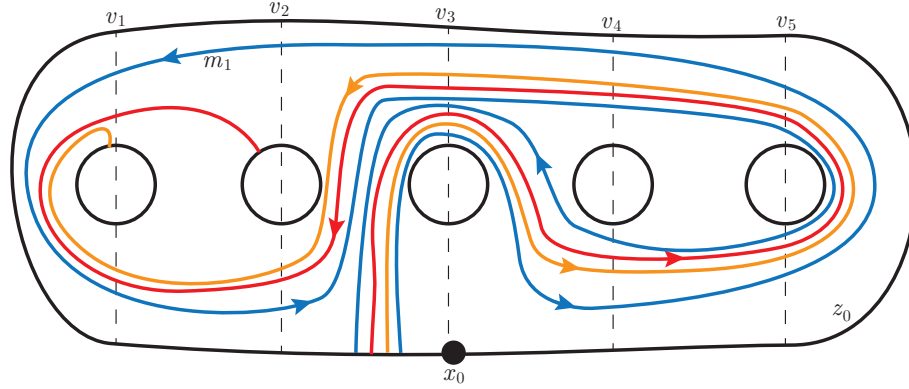 v₁ v₂ v₃ v₄ v₅
m₁
z₀
x₀